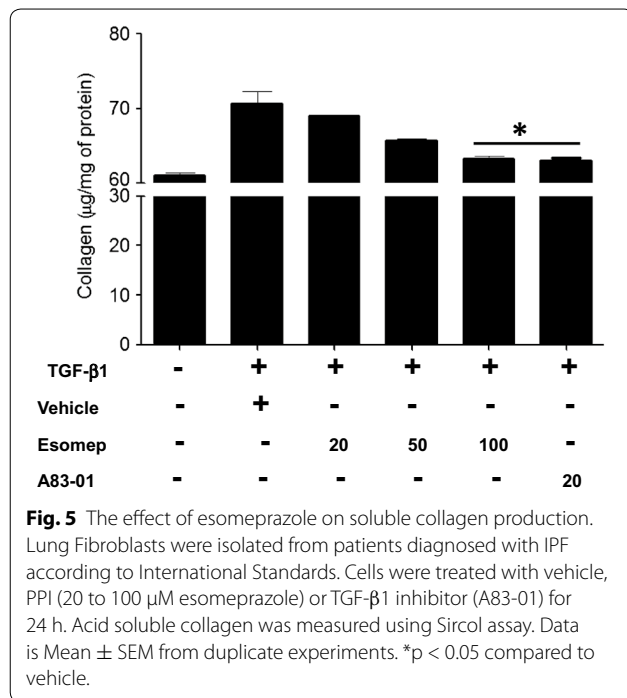 80
70
60
30
20
10
0
Collagen (μg/mg of protein)
*
TGF-β1 - + + + + +
Vehicle - + - - - -
Esomep - - 20 50 100 -
A83-01 - - - - - 20
Fig. 5 The effect of esomeprazole on soluble collagen production.
Lung Fibroblasts were isolated from patients diagnosed with IPF
according to International Standards. Cells were treated with vehicle,
PPI (20 to 100 μM esomeprazole) or TGF-β1 inhibitor (A83-01) for
24 h. Acid soluble collagen was measured using Sircol assay. Data
is Mean ± SEM from duplicate experiments. *p < 0.05 compared to
vehicle.